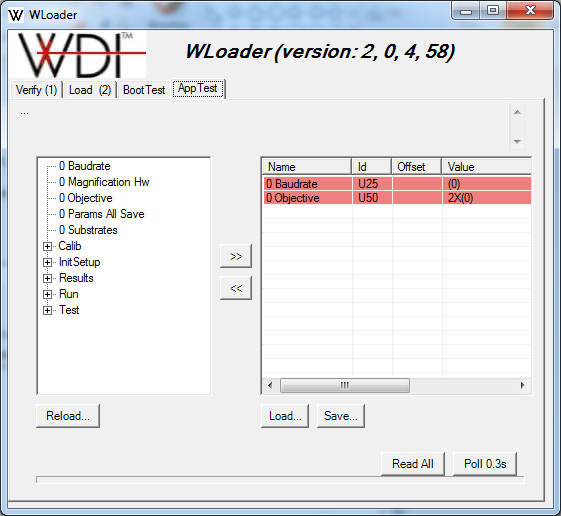 WLoader
WDI™
WLoader (version: 2, 0, 4, 58)
Verify (1) Load (2) BootTest AppTest
...
0 Baudrate
0 Magnification Hw
0 Objective
0 Params All Save
0 Substrates
Calib
InitSetup
Results
Run
Test
>>
<<
Name Id Offset Value
0 Baudrate U25 (0)
0 Objective U50 2X(0)
Reload...
Load... Save...
Read All Poll 0.3s